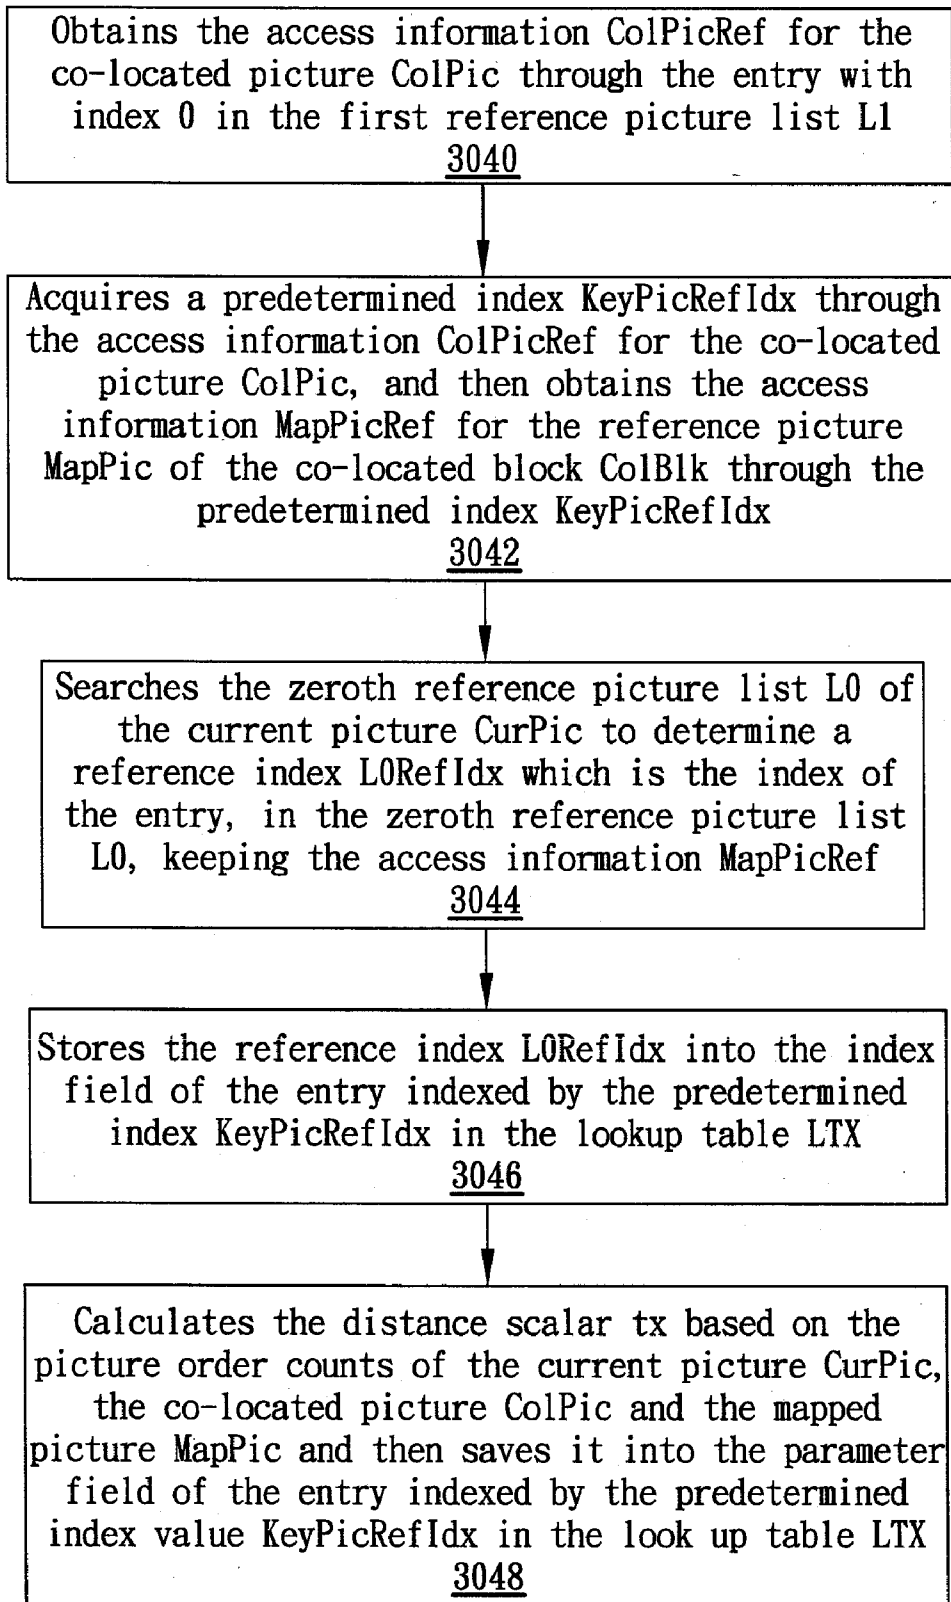 Obtains the access information ColPicRef for the
co-located picture ColPic through the entry with
index 0 in the first reference picture list L1
3040
Acquires a predetermined index KeyPicRefIdx through
the access information ColPicRef for the co-located
picture ColPic, and then obtains the access
information MapPicRef for the reference picture
MapPic of the co-located block ColBlk through the
predetermined index KeyPicRefIdx
3042
Searches the zeroth reference picture list L0 of
the current picture CurPic to determine a
reference index L0RefIdx which is the index of
the entry, in the zeroth reference picture list
L0, keeping the access information MapPicRef
3044
Stores the reference index L0RefIdx into the index
field of the entry indexed by the predetermined
index KeyPicRefIdx in the lookup table LTX
3046
Calculates the distance scalar tx based on the
picture order counts of the current picture CurPic,
the co-located picture ColPic and the mapped
picture MapPic and then saves it into the parameter
field of the entry indexed by the predetermined
index value KeyPicRefIdx in the look up table LTX
3048